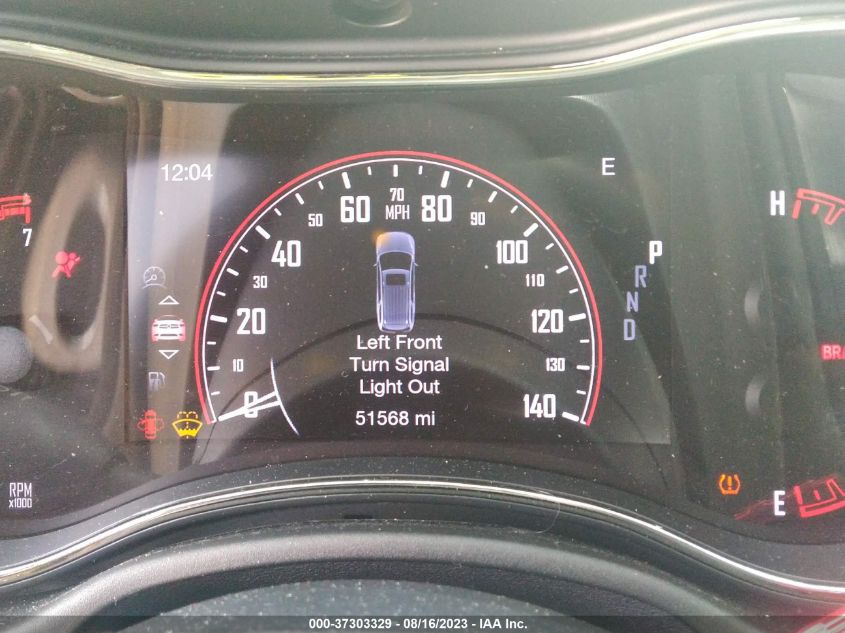 12:04
E
7
H
0
10
20
30
40
50
60
70
MPH
80
90
100
110
120
130
140
P
R
N
D
Left Front
Turn Signal
Light Out
51568 mi
RPM
x1000
E
000-37303329 - 08/16/2023 - IAA Inc.